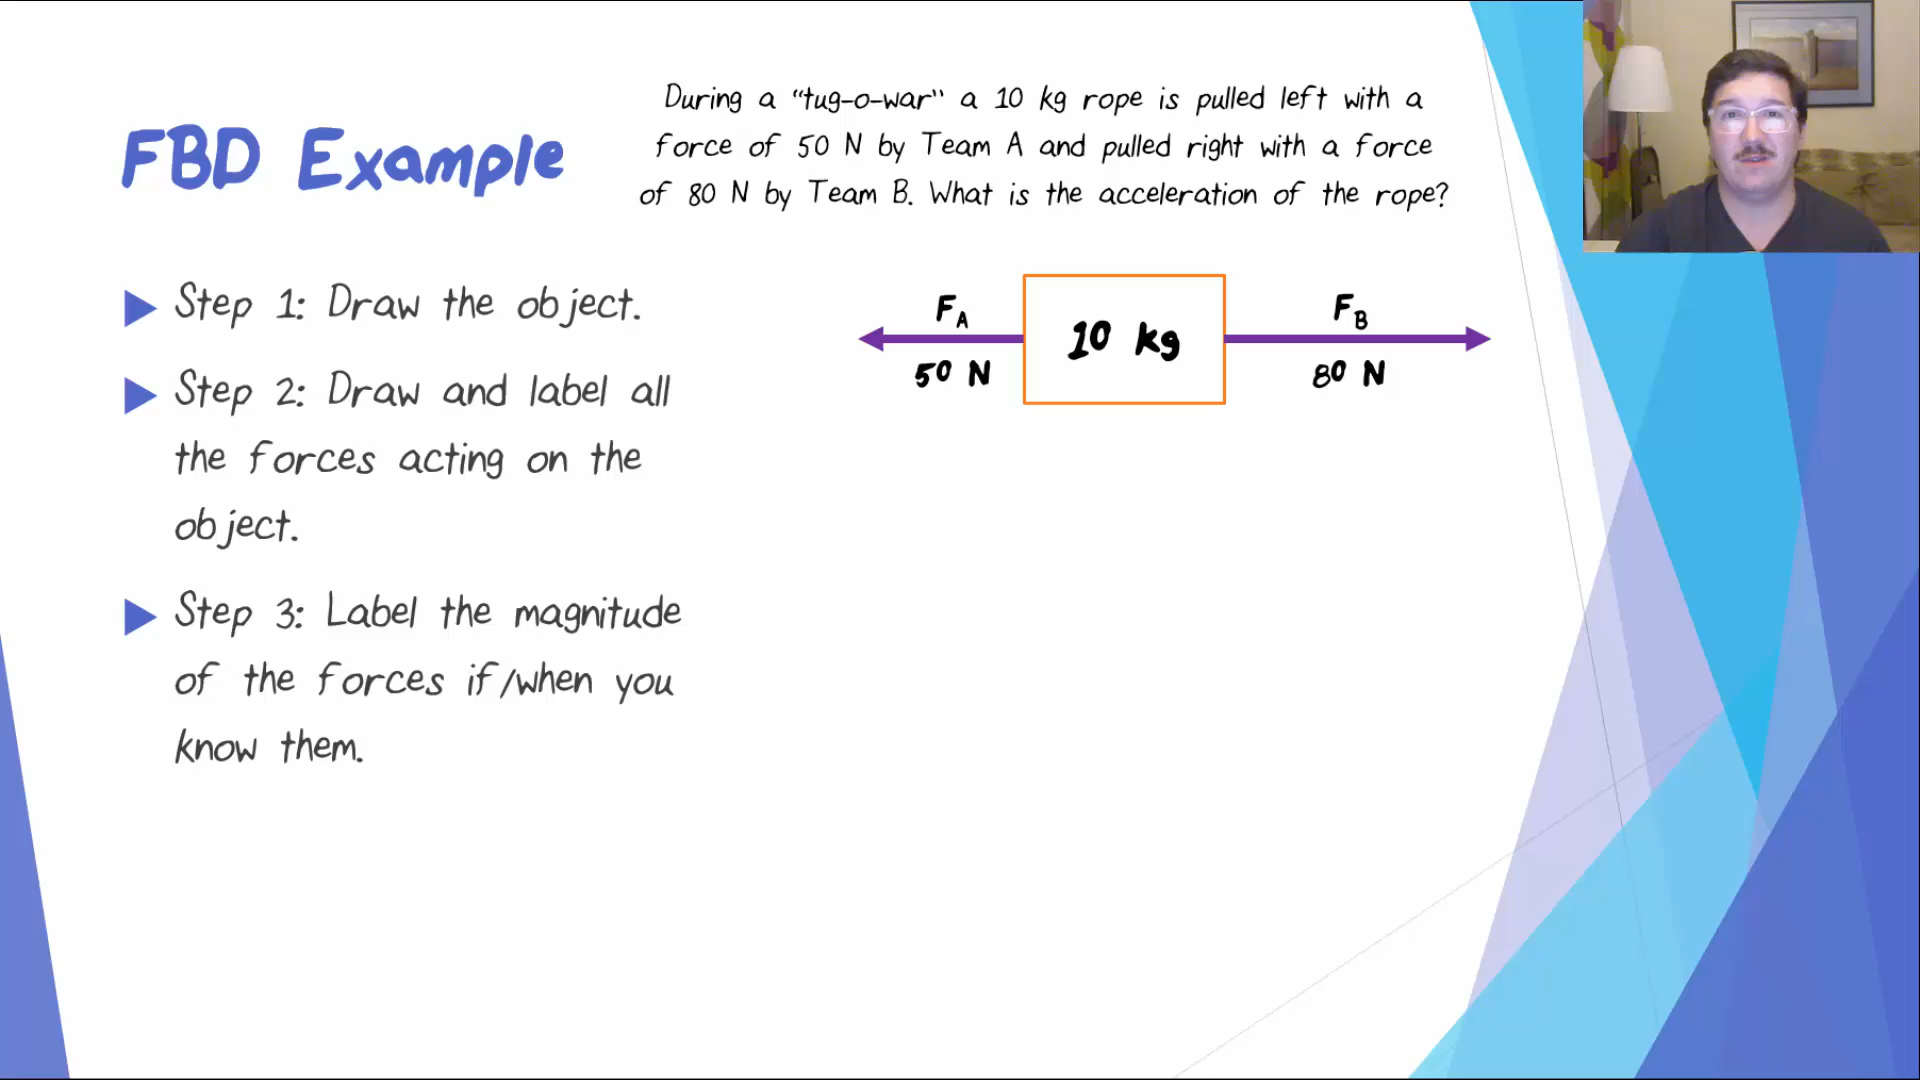 During a “tug-o-war” a 10 kg rope is pulled left with a
force of 50 N by Team A and pulled right with a force
of 80 N by Team B. What is the acceleration of the rope?
FBD Example
Step 1: Draw the object.
Step 2: Draw and label all
the forces acting on the
object.
Step 3: Label the magnitude
of the forces if/when you
know them.
FA
50 N
10 kg
FB
80 N